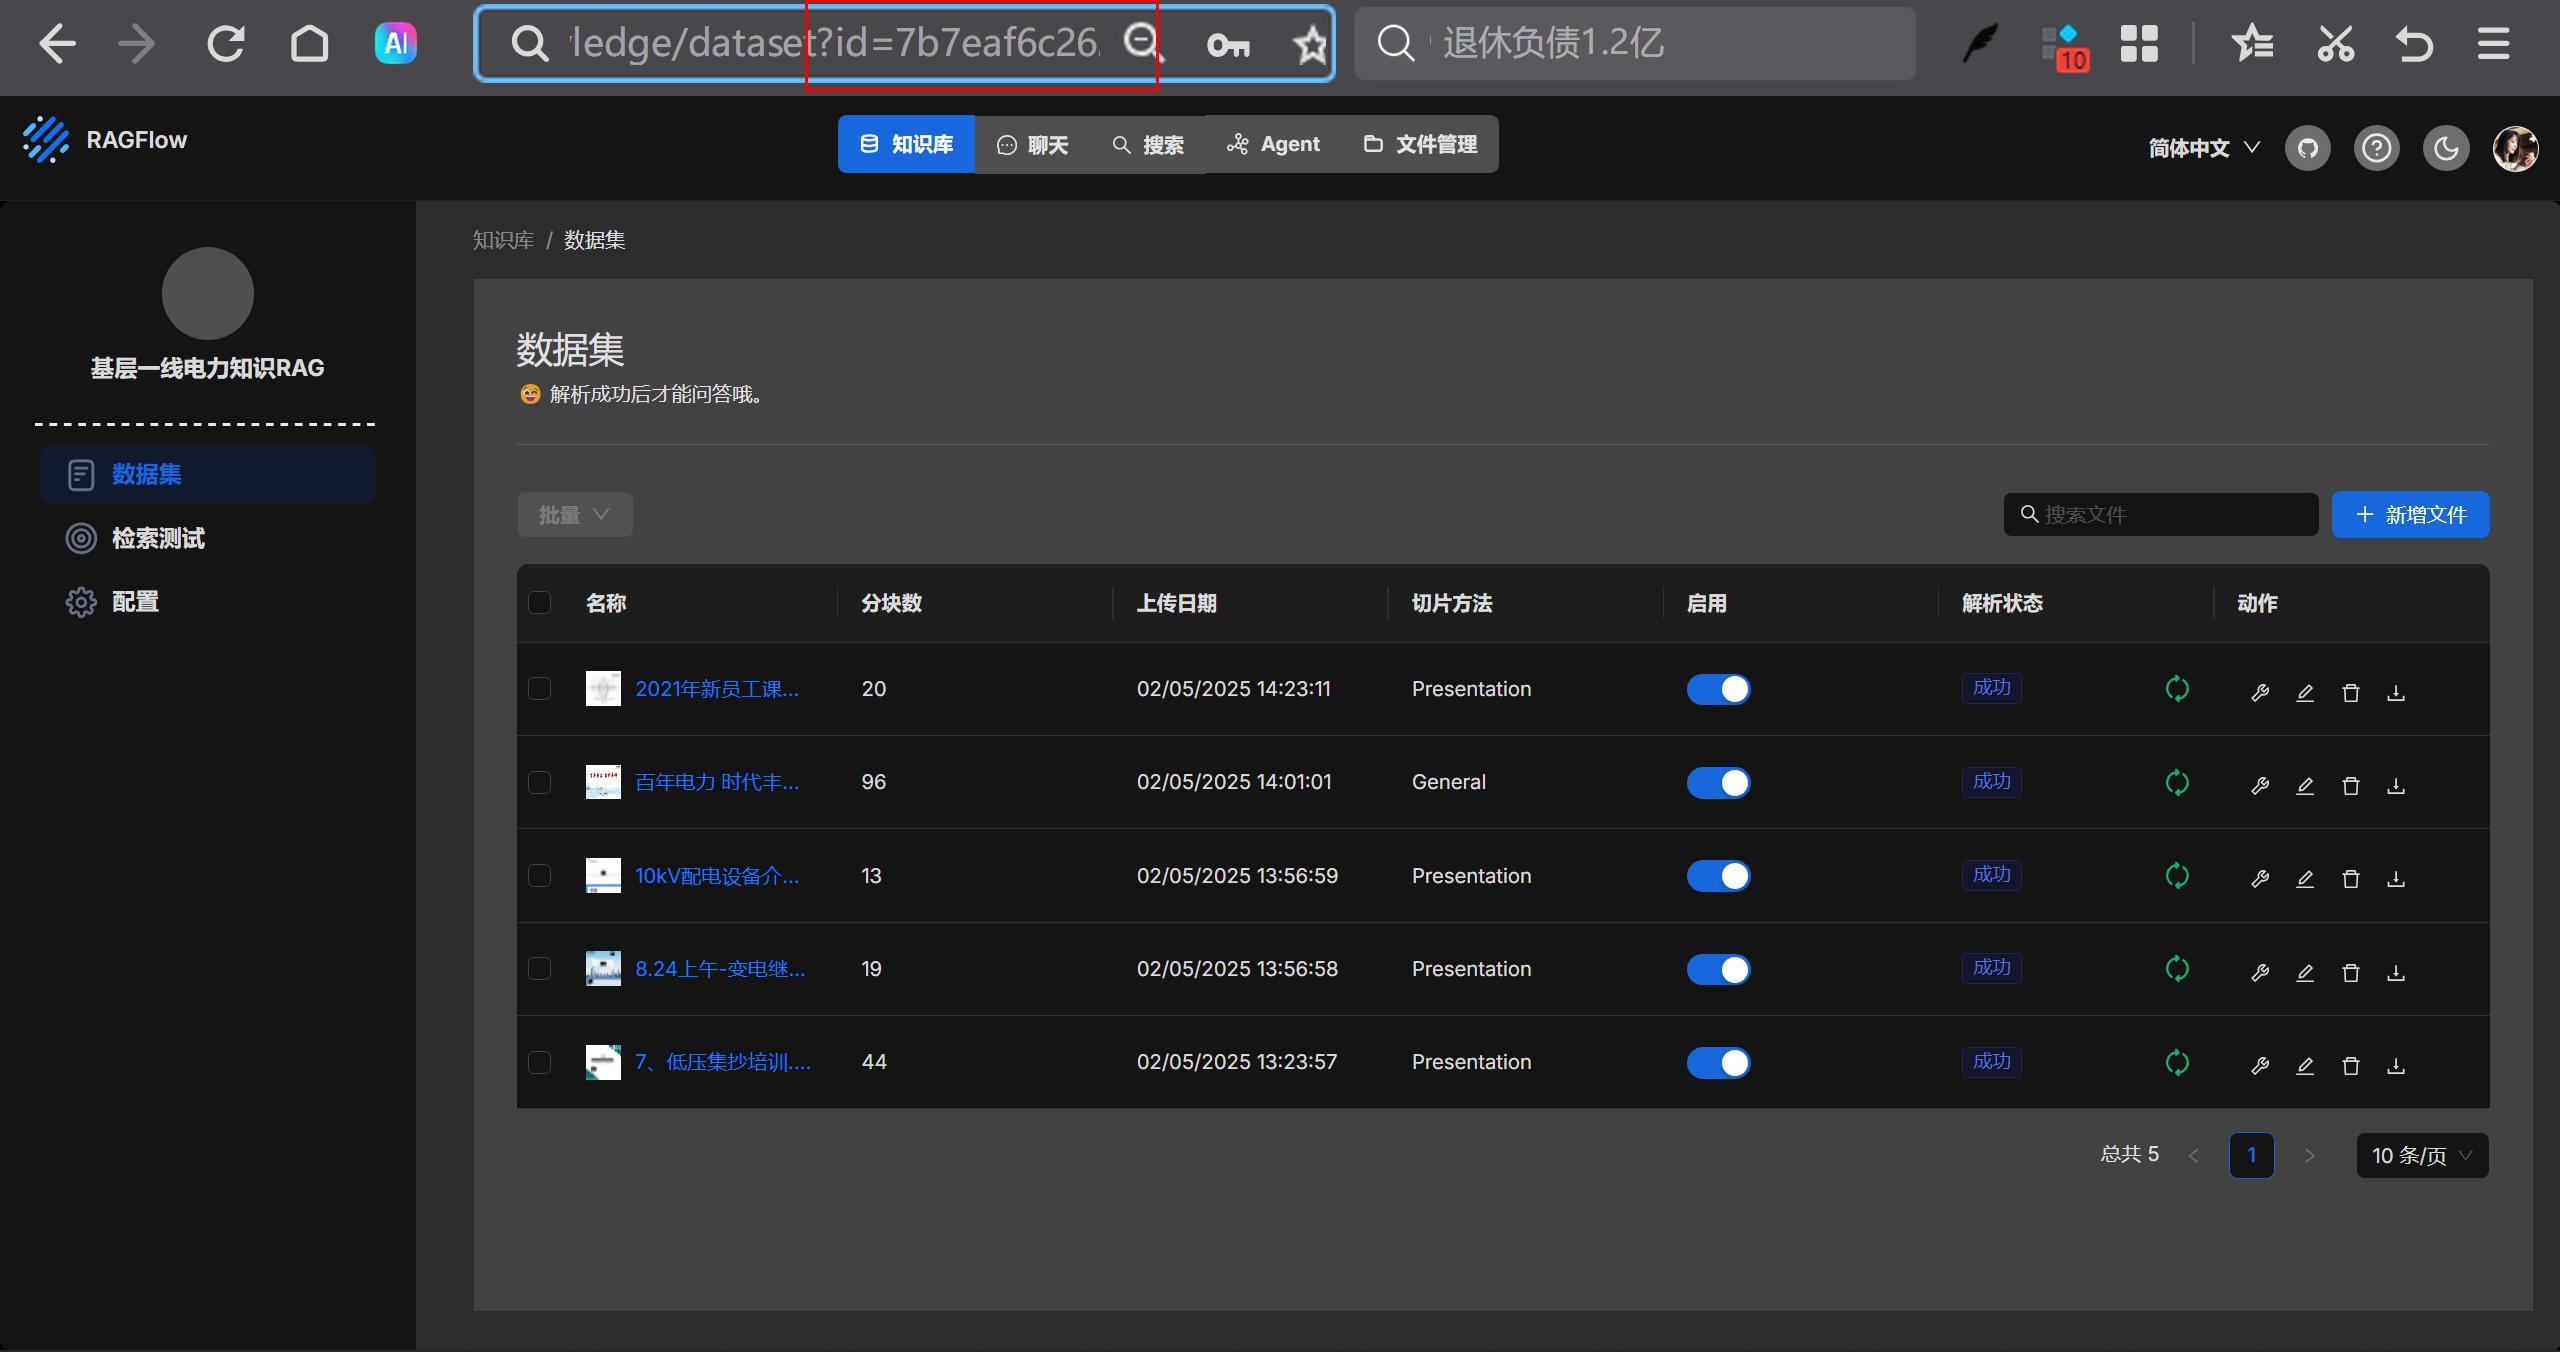 AI
ledge/dataset?id=7b7eaf6c26
退休负债1.2亿
10
RAGFlow
知识库
聊天
搜索
Agent
文件管理
简体中文
知识库 / 数据集
基层一线电力知识RAG
数据集
检索测试
配置
数据集
解析成功后才能问答哦。
批量
搜索文件
+ 新增文件
名称 分块数 上传日期 切片方法 启用 解析状态 动作
2021年新员工课... 20 02/05/2025 14:23:11 Presentation 成功
百年电力 时代丰... 96 02/05/2025 14:01:01 General 成功
10kV配电设备介... 13 02/05/2025 13:56:59 Presentation 成功
8.24上午-变电继... 19 02/05/2025 13:56:58 Presentation 成功
7、低压集抄培训.... 44 02/05/2025 13:23:57 Presentation 成功
总共 5 < 1 > 10 条/页